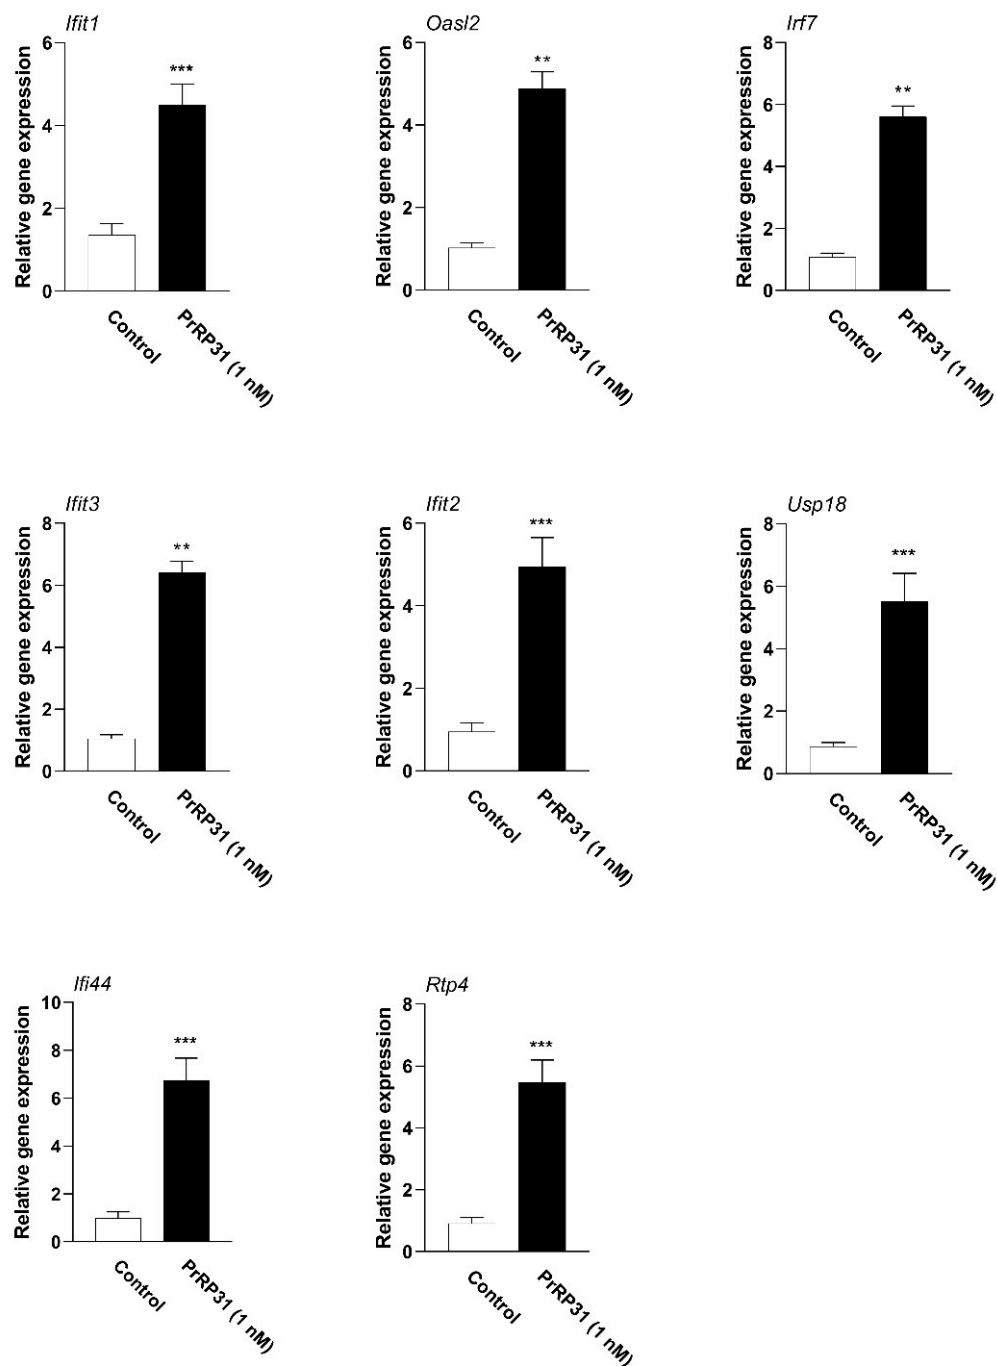 Ifit1
Relative gene expression
6
4
2
0
***
Control
PrRP31 (1 nM)
Oasl2
Relative gene expression
6
4
2
0
**
Control
PrRP31 (1 nM)
Irf7
Relative gene expression
8
6
4
2
0
**
Control
PrRP31 (1 nM)
Ifit3
Relative gene expression
8
6
4
2
0
**
Control
PrRP31 (1 nM)
Ifit2
Relative gene expression
6
4
2
0
***
Control
PrRP31 (1 nM)
Usp18
Relative gene expression
8
6
4
2
0
***
Control
PrRP31 (1 nM)
Ifi44
Relative gene expression
10
8
6
4
2
0
***
Control
PrRP31 (1 nM)
Rtp4
Relative gene expression
8
6
4
2
0
***
Control
PrRP31 (1 nM)